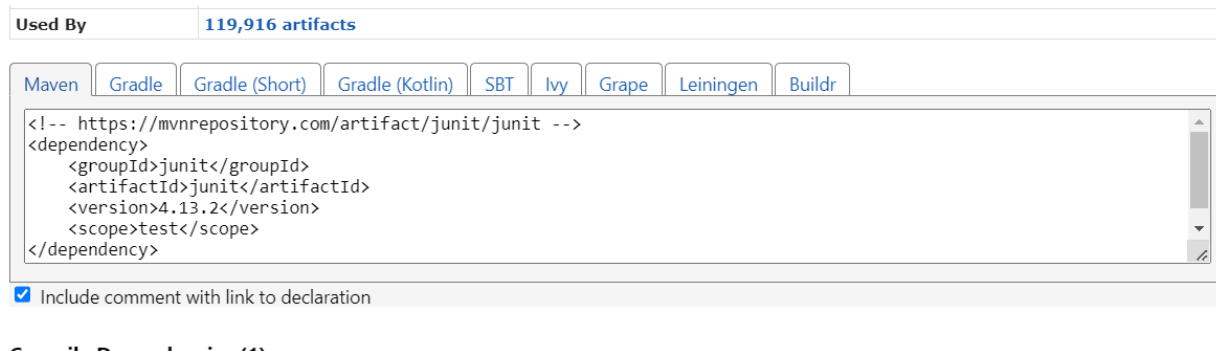 Used By 119,916 artifacts
Maven Gradle Gradle (Short) Gradle (Kotlin) SBT Ivy Grape Leiningen Buildr
<!-- https://mvnrepository.com/artifact/junit/junit -->
<dependency>
    <groupId>junit</groupId>
    <artifactId>junit</artifactId>
    <version>4.13.2</version>
    <scope>test</scope>
</dependency>
Include comment with link to declaration